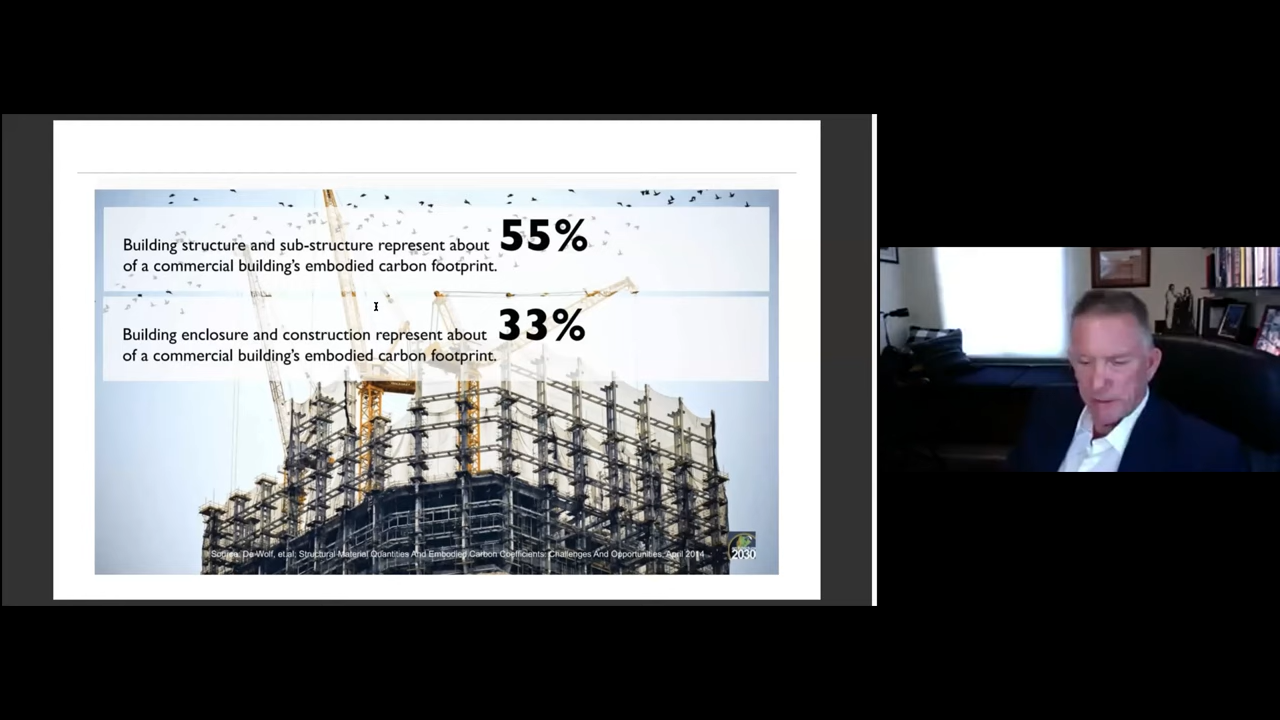 Building structure and sub-structure represent about 55%
of a commercial building's embodied carbon footprint.
Building enclosure and construction represent about 33%
of a commercial building's embodied carbon footprint.
Source: De Wolf, et.al; Structural Material Quantities And Embodied Carbon Coefficients: Challenges And Opportunities, April 2014
2030